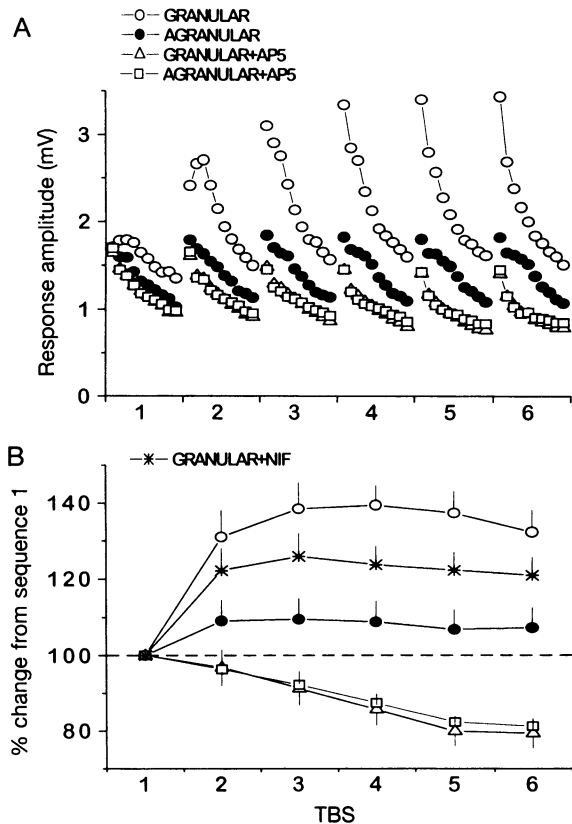 A
GRANULAR
AGRANULAR
GRANULAR+AP5
AGRANULAR+AP5
Response amplitude (mV)
3
2
1
0
1 2 3 4 5 6
B
GRANULAR+NIF
% change from sequence 1
140
120
100
80
1 2 3 4 5 6
TBS